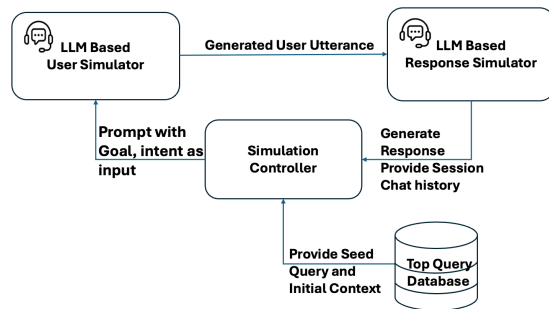 LLM Based
User Simulator
Generated User Utterance
LLM Based
Response Simulator
Prompt with
Goal, intent as
input
Simulation
Controller
Generate
Response
Provide Session
Chat history
Provide Seed
Query and
Initial Context
Top Query
Database